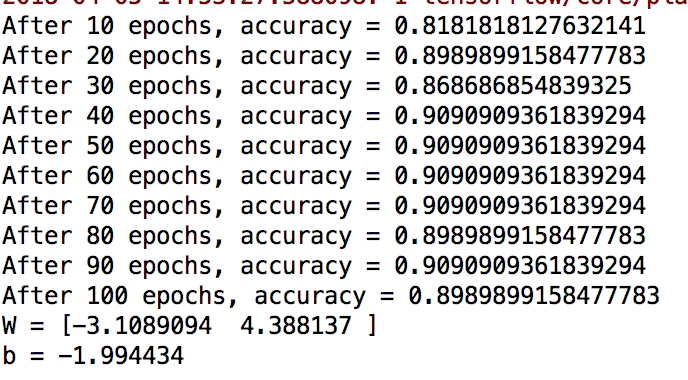 After 10 epochs, accuracy = 0.8181818127632141
After 20 epochs, accuracy = 0.8989899158477783
After 30 epochs, accuracy = 0.868686854839325
After 40 epochs, accuracy = 0.9090909361839294
After 50 epochs, accuracy = 0.9090909361839294
After 60 epochs, accuracy = 0.9090909361839294
After 70 epochs, accuracy = 0.9090909361839294
After 80 epochs, accuracy = 0.8989899158477783
After 90 epochs, accuracy = 0.9090909361839294
After 100 epochs, accuracy = 0.8989899158477783
W = [-3.1089094  4.388137 ]
b = -1.994434